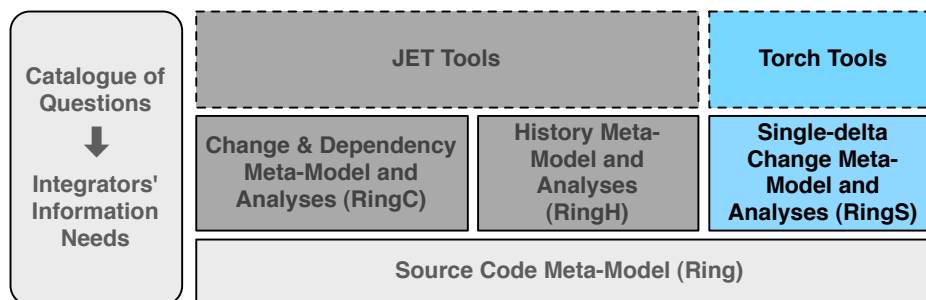 Catalogue of
Questions
Integrators'
Information
Needs
JET Tools
Torch Tools
Change & Dependency
Meta-Model and
Analyses (RingC)
History Meta-
Model and
Analyses
(RingH)
Single-delta
Change Meta-
Model and
Analyses (RingS)
Source Code Meta-Model (Ring)